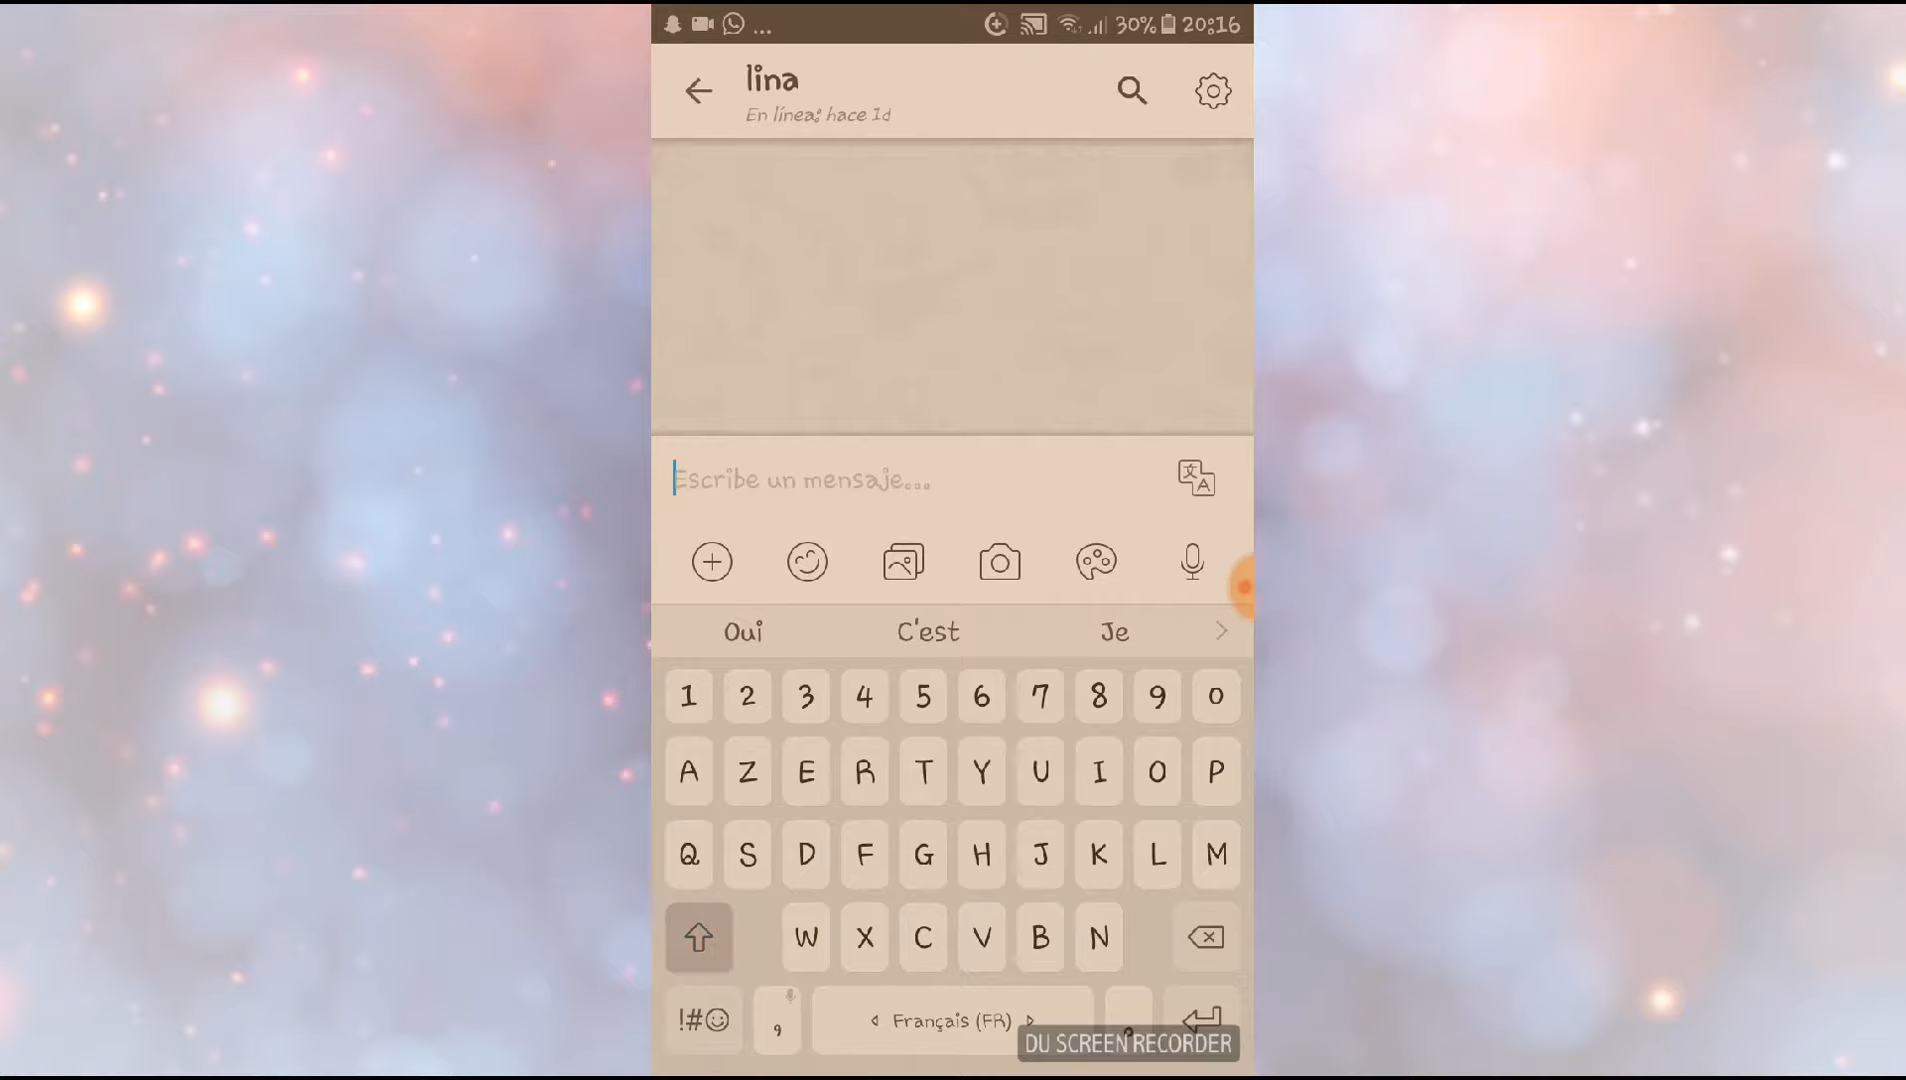 ... 30% 20:16
lina
En línea: hace 1d
Escribe un mensaje...
Oui C'est Je
1 2 3 4 5 6 7 8 9 0
A Z E R T Y U I O P
Q S D F G H J K L M
W X C V B N
!#☺ , Français (FR) .
DU SCREEN RECORDER